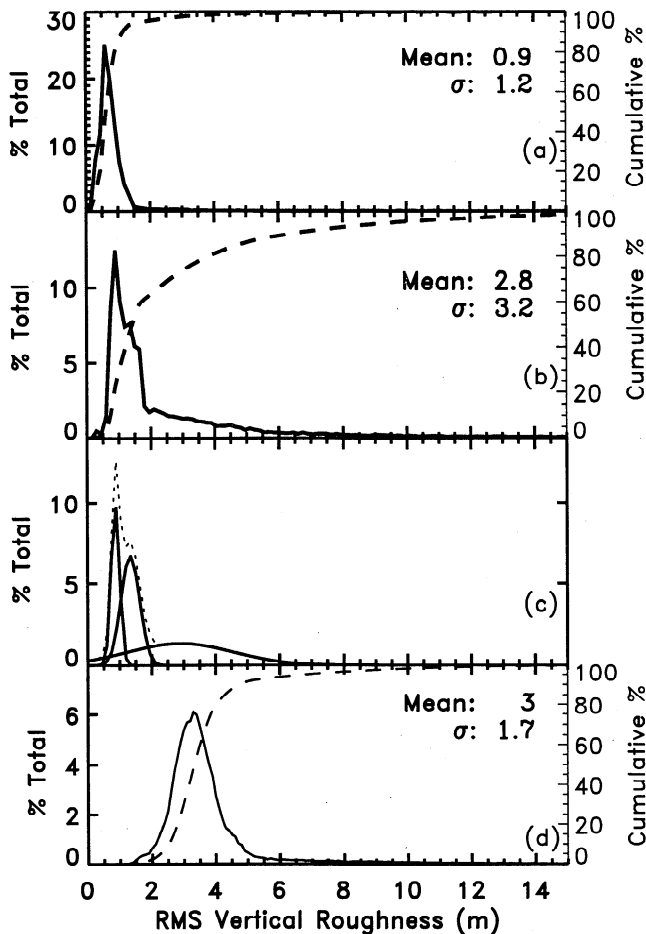 30
20
10
0
% Total
Mean: 0.9
σ: 1.2
(a)
100
80
60
40
20
0
Cumulative %
10
5
0
% Total
Mean: 2.8
σ: 3.2
(b)
100
80
60
40
20
0
Cumulative %
10
5
0
% Total
(c)
6
4
2
0
% Total
Mean: 3
σ: 1.7
(d)
100
80
60
40
20
0
Cumulative %
0 2 4 6 8 10 12 14
RMS Vertical Roughness (m)